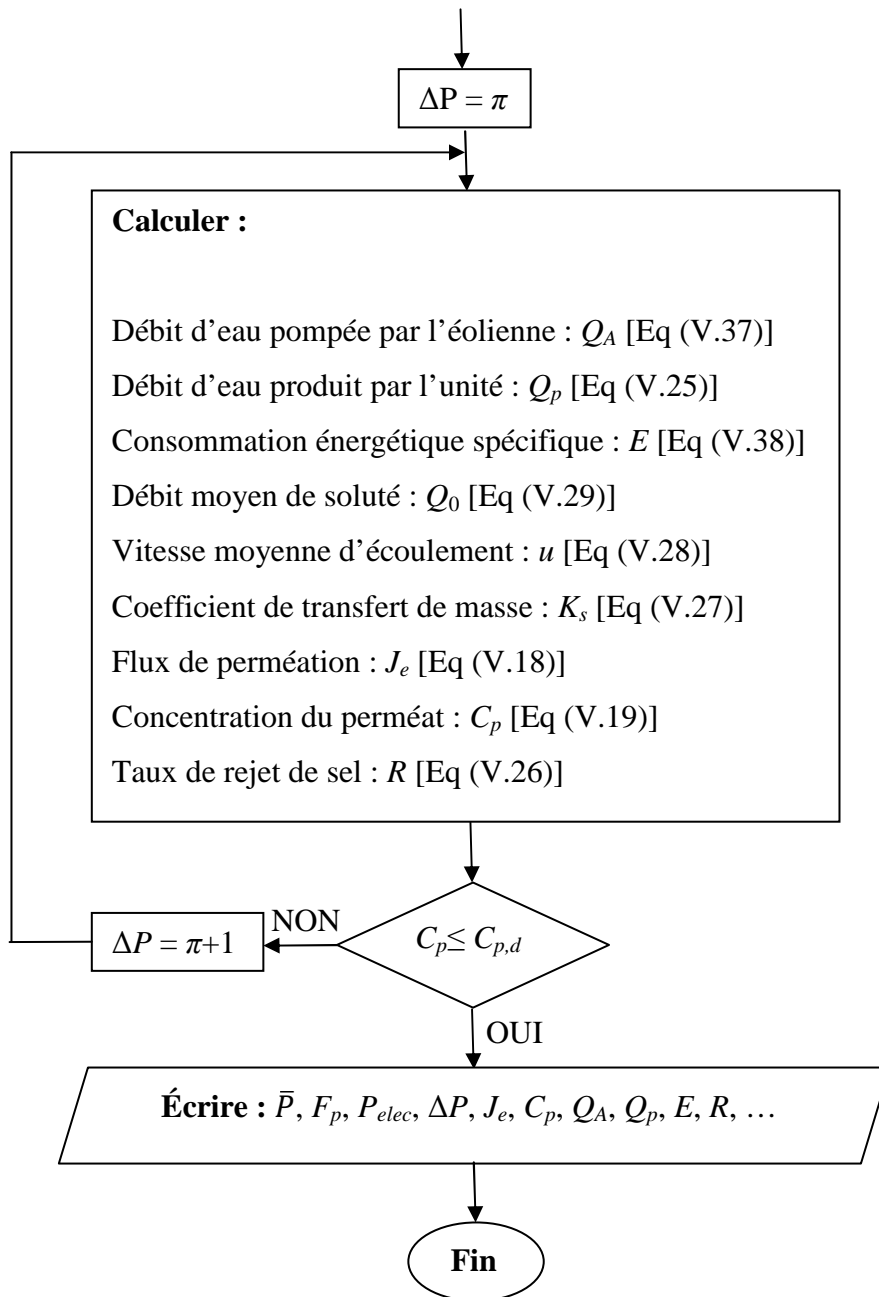 ΔP = π
Calculer :
Débit d'eau pompée par l'éolienne : Q_A [Eq (V.37)]
Débit d'eau produit par l'unité : Q_p [Eq (V.25)]
Consommation énergétique spécifique : E [Eq (V.38)]
Débit moyen de soluté : Q_0 [Eq (V.29)]
Vitesse moyenne d'écoulement : u [Eq (V.28)]
Coefficient de transfert de masse : K_s [Eq (V.27)]
Flux de perméation : J_e [Eq (V.18)]
Concentration du perméat : C_p [Eq (V.19)]
Taux de rejet de sel : R [Eq (V.26)]
NON
ΔP = π+1
C_p ≤ C_{p,d}
OUI
Écrire : P̄, F_p, P_{elec}, ΔP, J_e, C_p, Q_A, Q_p, E, R, …
Fin